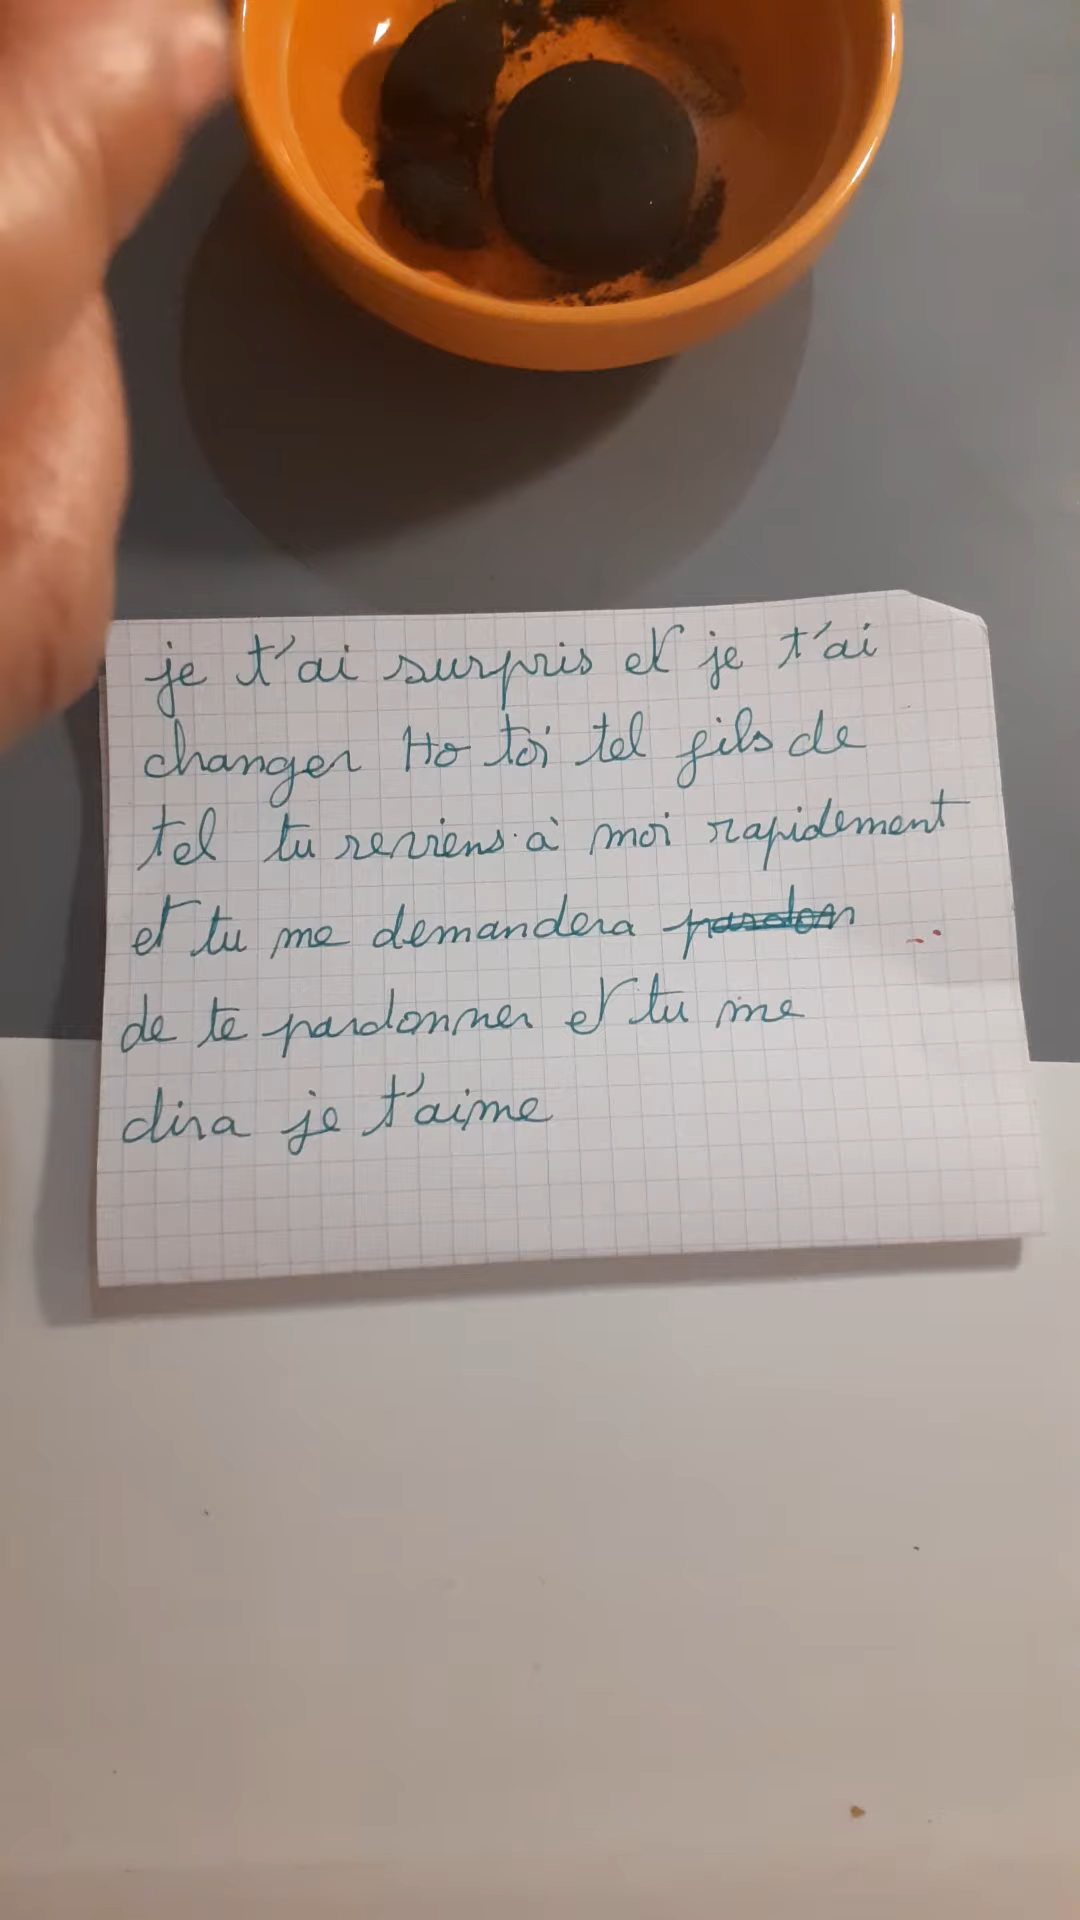 je t'ai surpris et je t'ai
changer Ho toi tel fils de
tel tu reviens à moi rapidement
et tu me demandera pardon
de te pardonner et tu me
dira je t'aime